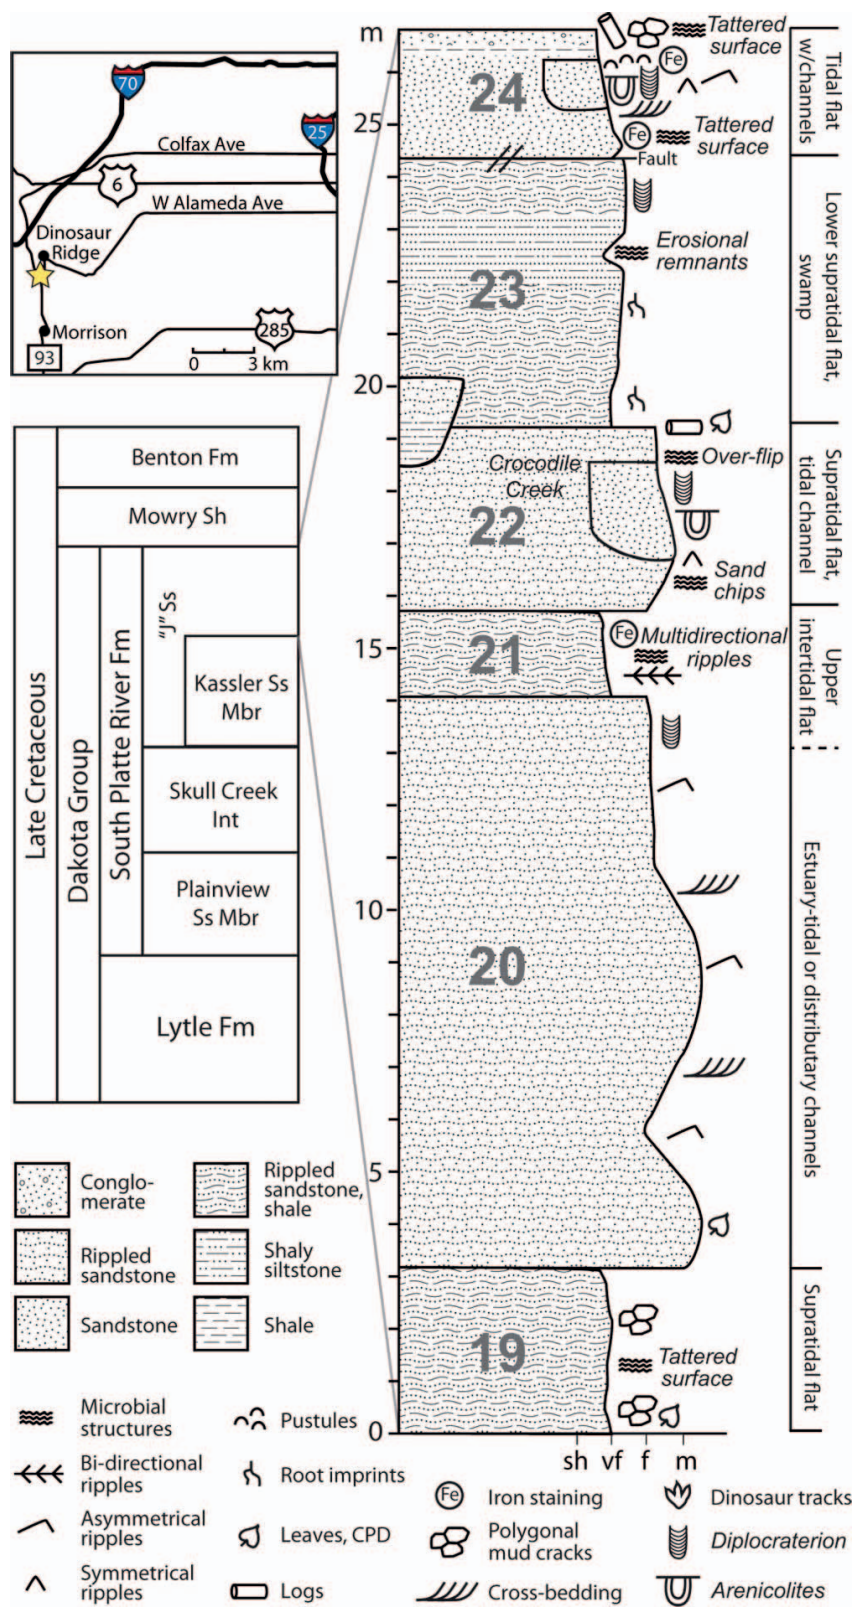 70
25
Colfax Ave
6
W Alameda Ave
Dinosaur
Ridge
Morrison
285
93
0
3 km
Benton Fm
Mowry Sh
Late Cretaceous
Dakota Group
South Platte River Fm
"J" Ss
Kassler Ss
Mbr
Skull Creek
Int
Plainview
Ss Mbr
Lytle Fm
m
25
20
15
10
5
0
24
23
22
21
20
19
Crocodile
Creek
Tattered
surface
Fe
Fe
Tattered
surface
Fault
Erosional
remnants
Over-flip
Sand
chips
Fe
Multidirectional
ripples
Tattered
surface
sh
vf
f
m
Tidal flat
w/channels
Lower supratidal flat,
swamp
Supratidal flat,
tidal channel
Upper
intertidal flat
Estuary-tidal or distributary channels
Supratidal flat
Conglo-
merate
Rippled
sandstone
Sandstone
Rippled
sandstone,
shale
Shaly
siltstone
Shale
Microbial
structures
Bi-directional
ripples
Asymmetrical
ripples
Symmetrical
ripples
Pustules
Root imprints
Leaves, CPD
Logs
Fe
Iron staining
Polygonal
mud cracks
Cross-bedding
Dinosaur tracks
Diplocraterion
Arenicolites